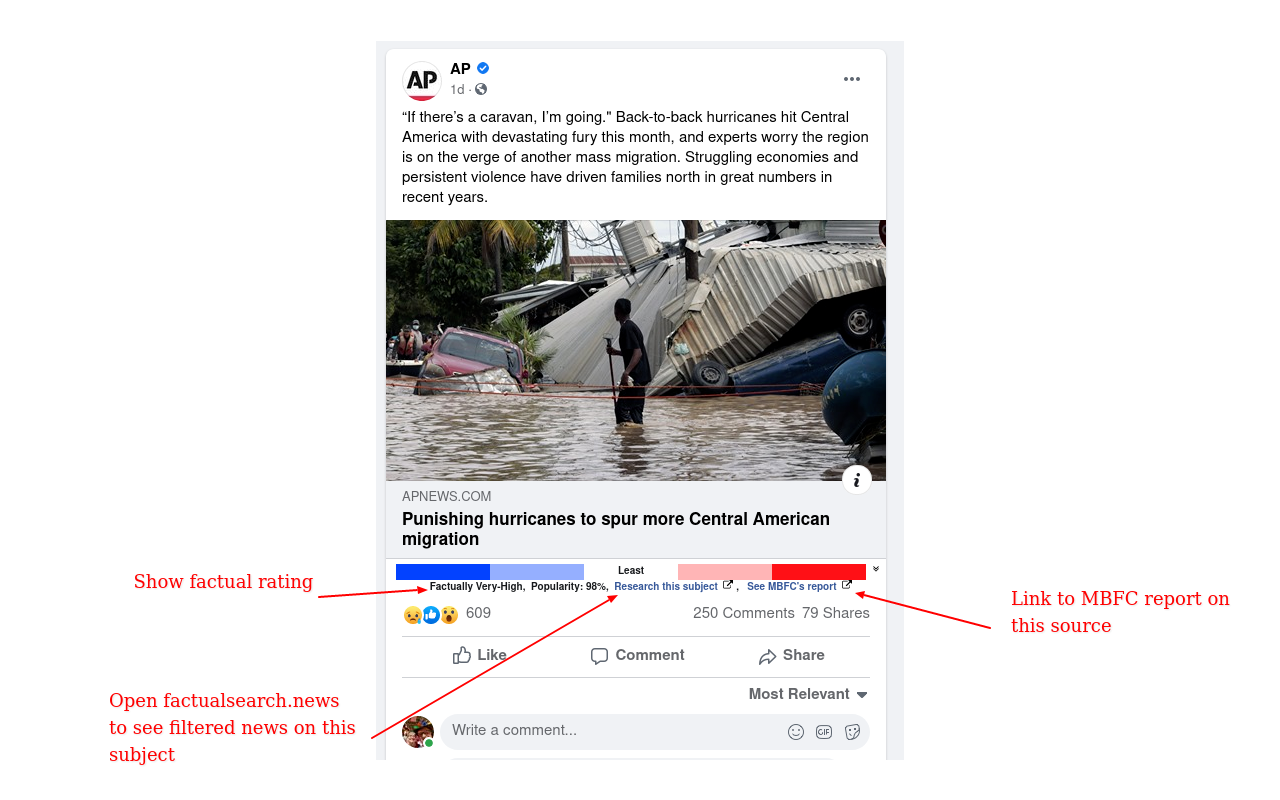 AP
AP
1d ·
“If there’s a caravan, I’m going." Back-to-back hurricanes hit Central
America with devastating fury this month, and experts worry the region
is on the verge of another mass migration. Struggling economies and
persistent violence have driven families north in great numbers in
recent years.
i
APNEWS.COM
Punishing hurricanes to spur more Central American
migration
Least
Factually Very-High, Popularity: 98%, Research this subject , See MBFC's report
Show factual rating
Link to MBFC report on
this source
609
250 Comments 79 Shares
Like Comment Share
Open factualsearch.news
to see filtered news on this
subject
Most Relevant
Write a comment...
GIF